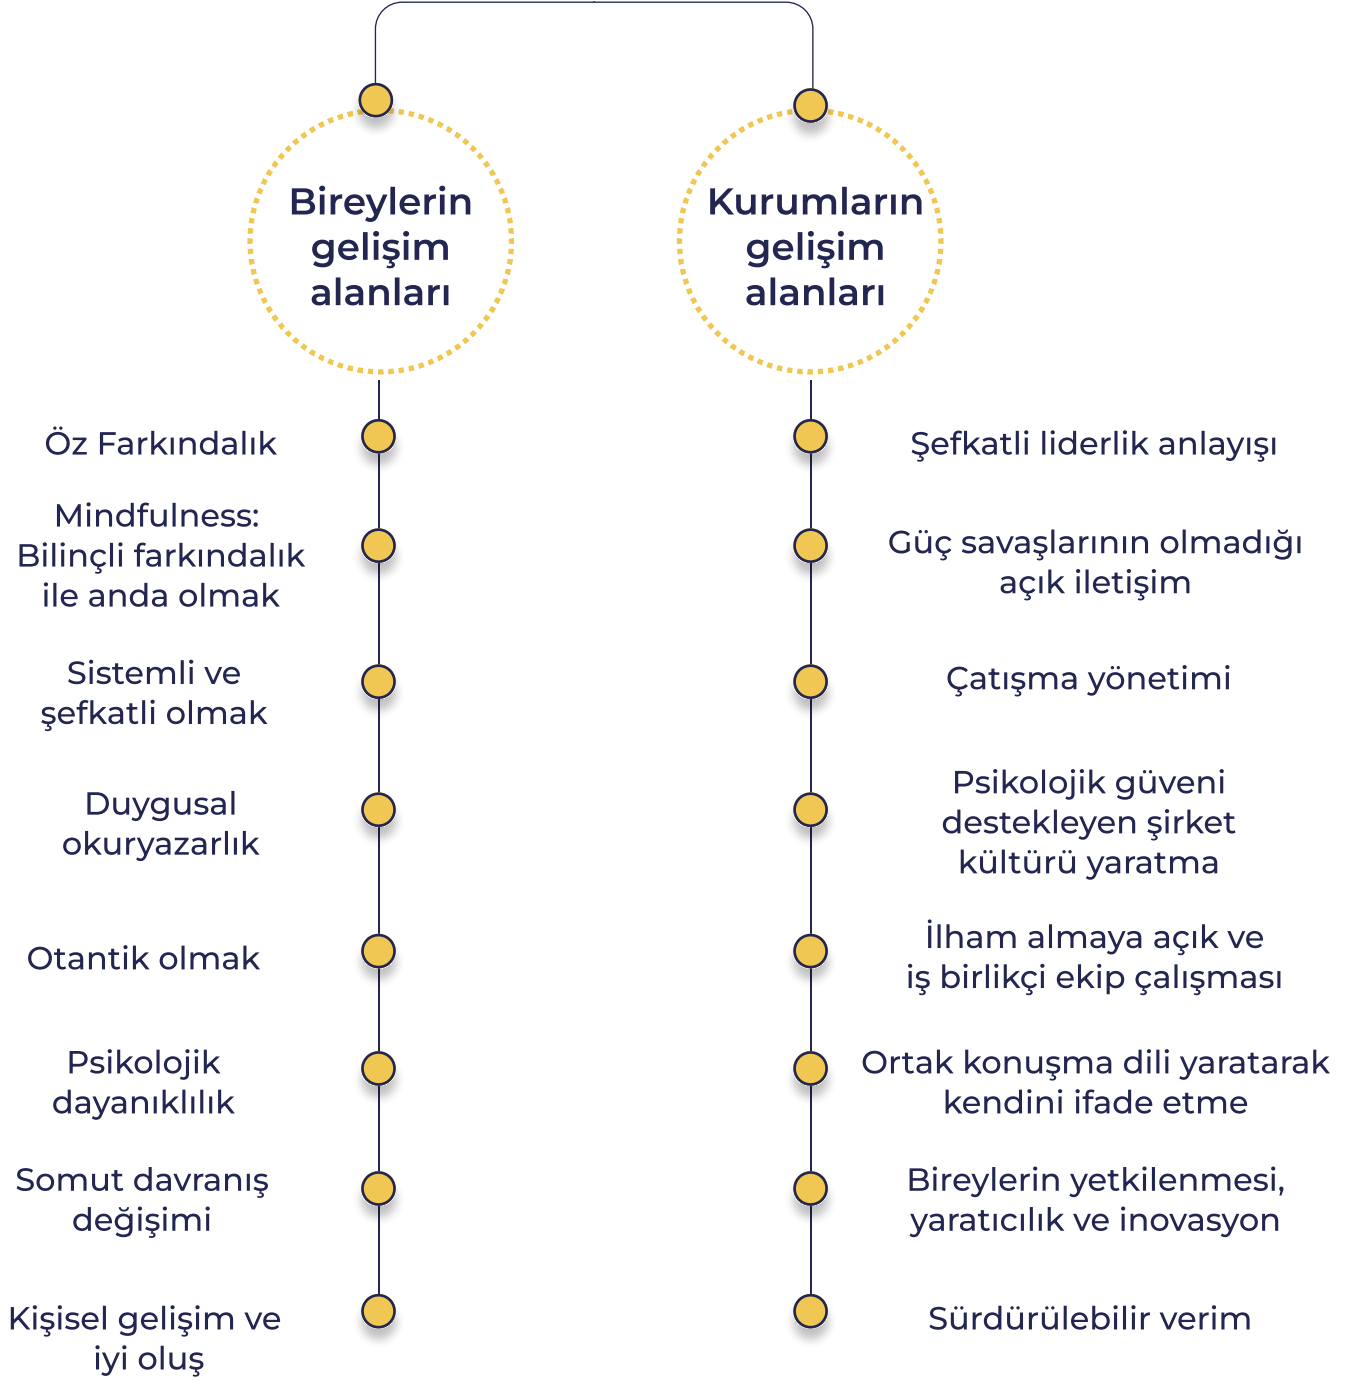 Bireylerin
gelişim
alanları
Öz Farkındalık
Mindfulness:
Bilinçli farkındalık
ile anda olmak
Sistemli ve
şefkatli olmak
Duygusal
okuryazarlık
Otantik olmak
Psikolojik
dayanıklılık
Somut davranış
değişimi
Kişisel gelişim ve
iyi oluş
Kurumların
gelişim
alanları
Şefkatli liderlik anlayışı
Güç savaşlarının olmadığı
açık iletişim
Çatışma yönetimi
Psikolojik güveni
destekleyen şirket
kültürü yaratma
İlham almaya açık ve
iş birlikçi ekip çalışması
Ortak konuşma dili yaratarak
kendini ifade etme
Bireylerin yetkilenmesi,
yaratıcılık ve inovasyon
Sürdürülebilir verim